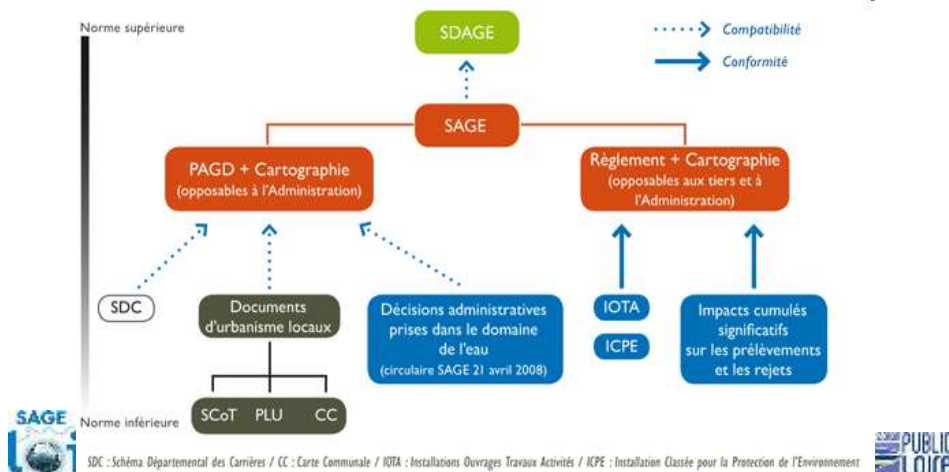 Norme supérieure
SDAGE
Compatibilité
Conformité
SAGE
PAGD + Cartographie
(opposables à l'Administration)
Règlement + Cartographie
(opposables aux tiers et à
l'Administration)
SDC
Documents
d'urbanisme locaux
Décisions administratives
prises dans le domaine
de l'eau
(circulaire SAGE 21 avril 2008)
IOTA
ICPE
Impacts cumulés
significatifs
sur les prélèvements
et les rejets
SCoT PLU CC
Norme inférieure
SAGE
SDC : Schéma Départemental des Carrières / CC : Carte Communale / IOTA : Installations Ouvrages Travaux Activités / ICPE : Installation Classée pour la Protection de l'Environnement